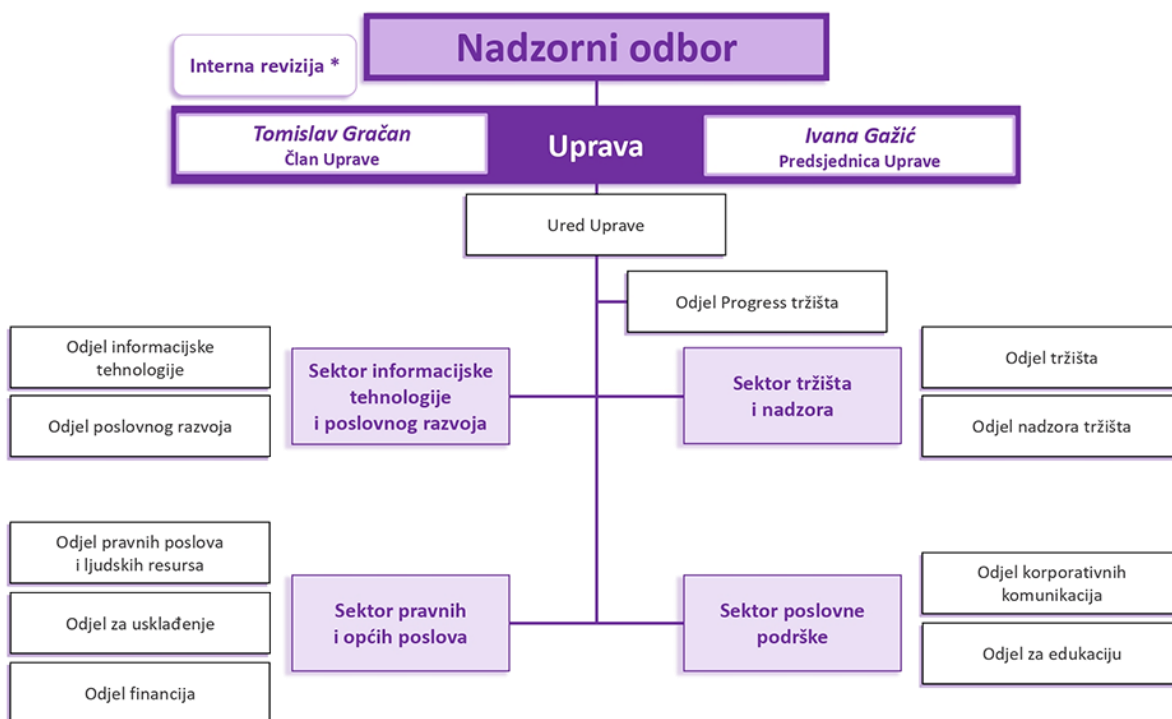 Nadzorni odbor
Interna revizija *
Tomislav Gračan
Član Uprave
Uprava
Ivana Gažić
Predsjednica Uprave
Ured Uprave
Odjel Progress tržišta
Odjel informacijske
tehnologije
Odjel poslovnog razvoja
Sektor informacijske
tehnologije
i poslovnog razvoja
Sektor tržišta
i nadzora
Odjel tržišta
Odjel nadzora tržišta
Odjel pravnih poslova
i ljudskih resursa
Odjel za usklađenje
Odjel financija
Sektor pravnih
i općih poslova
Sektor poslovne
podrške
Odjel korporativnih
komunikacija
Odjel za edukaciju